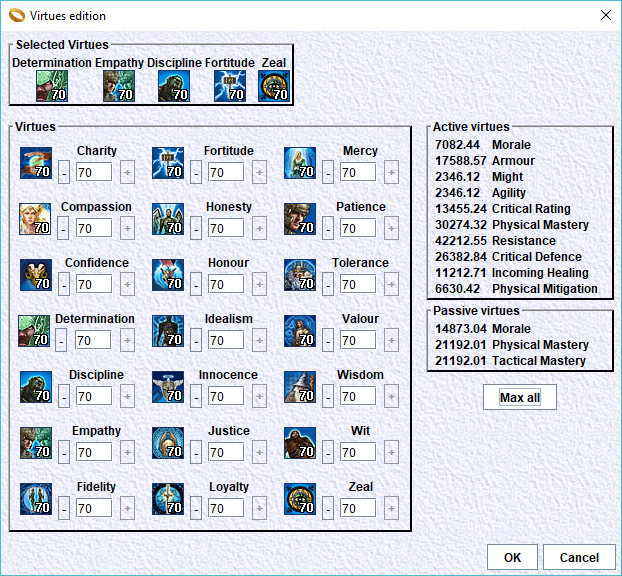 Virtues edition
Selected Virtues
Determination Empathy Discipline Fortitude Zeal
70 70 70 70 70
Virtues
Charity Fortitude Mercy
70 - 70 + 70 - 70 + 70 - 70 +
Compassion Honesty Patience
70 - 70 + 70 - 70 + 70 - 70 +
Confidence Honour Tolerance
70 - 70 + 70 - 70 + 70 - 70 +
Determination Idealism Valour
70 - 70 + 70 - 70 + 70 - 70 +
Discipline Innocence Wisdom
70 - 70 + 70 - 70 + 70 - 70 +
Empathy Justice Wit
70 - 70 + 70 - 70 + 70 - 70 +
Fidelity Loyalty Zeal
70 - 70 + 70 - 70 + 70 - 70 +
Active virtues
7082.44 Morale
17588.57 Armour
2346.12 Might
2346.12 Agility
13455.24 Critical Rating
30274.32 Physical Mastery
42212.55 Resistance
26382.84 Critical Defence
11212.71 Incoming Healing
6630.42 Physical Mitigation
Passive virtues
14873.04 Morale
21192.01 Physical Mastery
21192.01 Tactical Mastery
Max all
OK Cancel